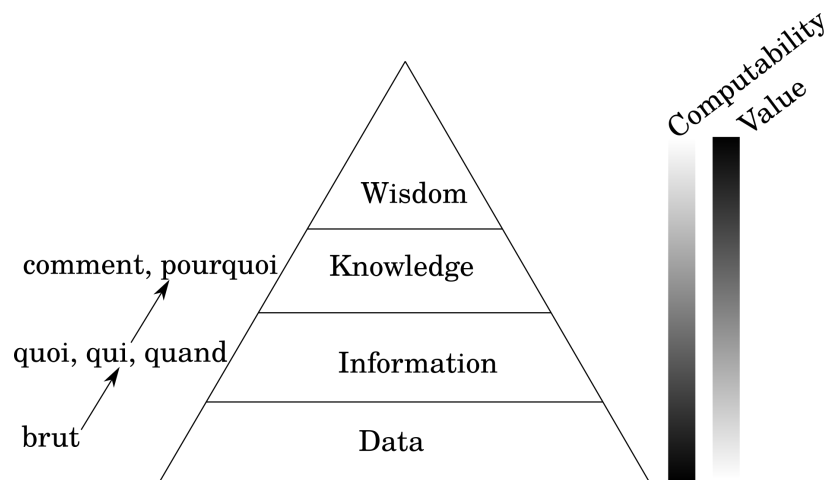 Computability
Value
Wisdom
comment, pourquoi
Knowledge
quoi, qui, quand
Information
brut
Data